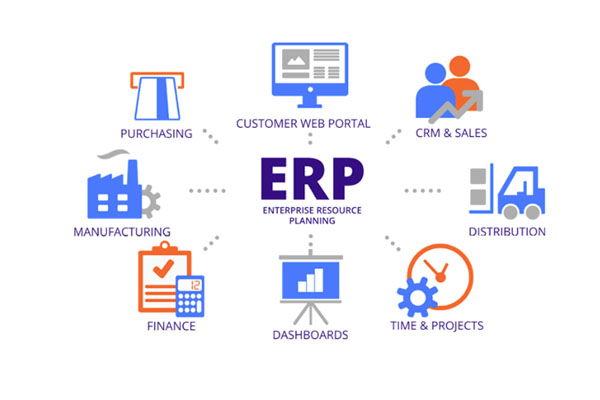 CUSTOMER WEB PORTAL
PURCHASING
CRM & SALES
ERP
ENTERPRISE RESOURCE
PLANNING
MANUFACTURING
DISTRIBUTION
12
FINANCE
DASHBOARDS
TIME & PROJECTS